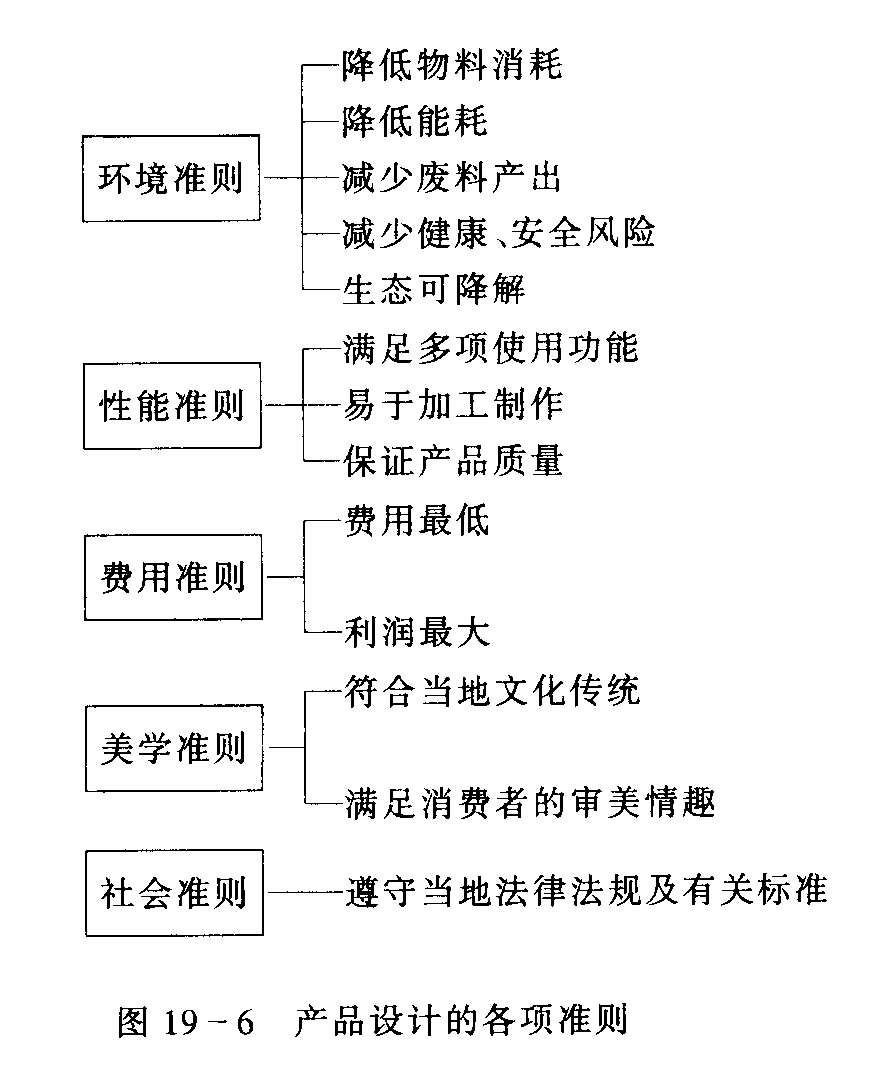 降低物料消耗
降低能耗
环境准则
减少废料产出
减少健康、安全风险
生态可降解
满足多项使用功能
性能准则
易于加工制作
保证产品质量
费用最低
费用准则
利润最大
符合当地文化传统
美学准则
满足消费者的审美情趣
社会准则
遵守当地法律法规及有关标准
图 19-6 产品设计的各项准则